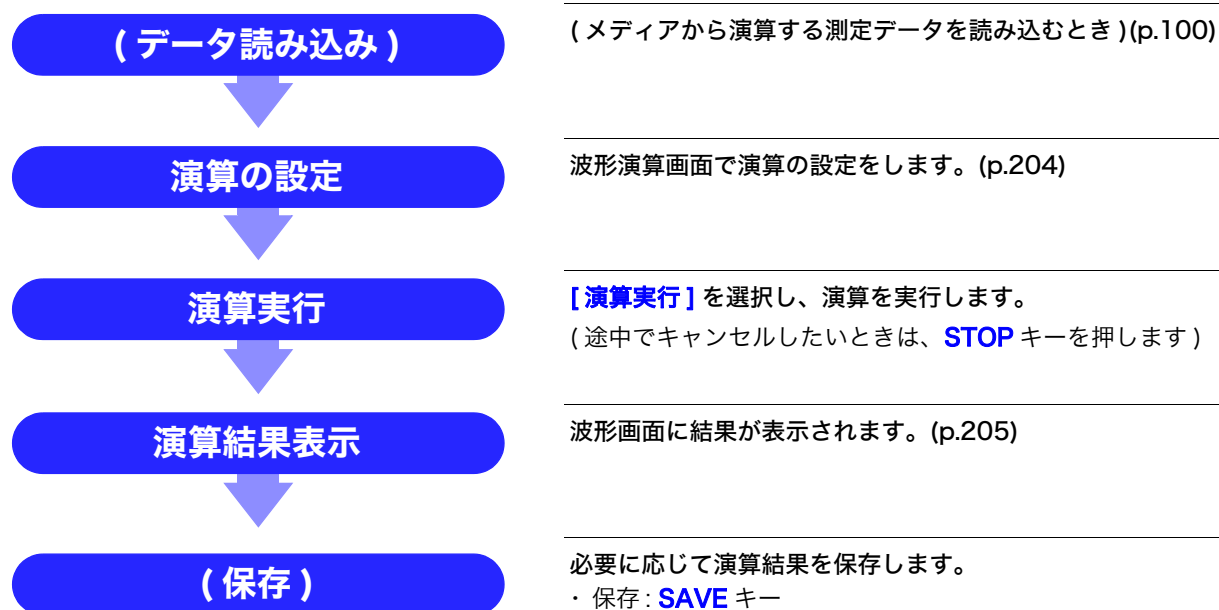 ( データ読み込み )
( メディアから演算する測定データを読み込むとき )(p.100)
演算の設定
波形演算画面で演算の設定をします。(p.204)
演算実行
[ 演算実行 ] を選択し、演算を実行します。
( 途中でキャンセルしたいときは、STOP キーを押します )
演算結果表示
波形画面に結果が表示されます。(p.205)
( 保存 )
必要に応じて演算結果を保存します。
・ 保存 : SAVE キー